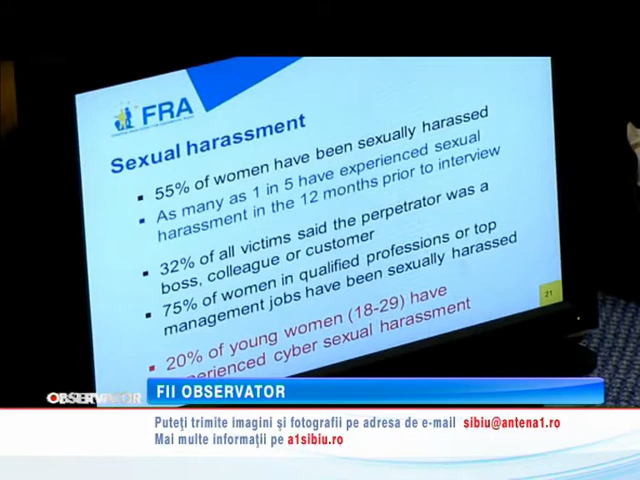 FRA
Sexual harassment
55% of women have been sexually harassed
As many as 1 in 5 have experienced sexual
harassment in the 12 months prior to interview
32% of all victims said the perpetrator was a
boss, colleague or customer
75% of women in qualified professions or top
management jobs have been sexually harassed
20% of young women (18-29) have
cyber sexual harassment
21
OBSERVATOR
FII OBSERVATOR
Puteți trimite imagini și fotografii pe adresa de e-mail sibiu@antena1.ro
Mai multe informații pe a1sibiu.ro